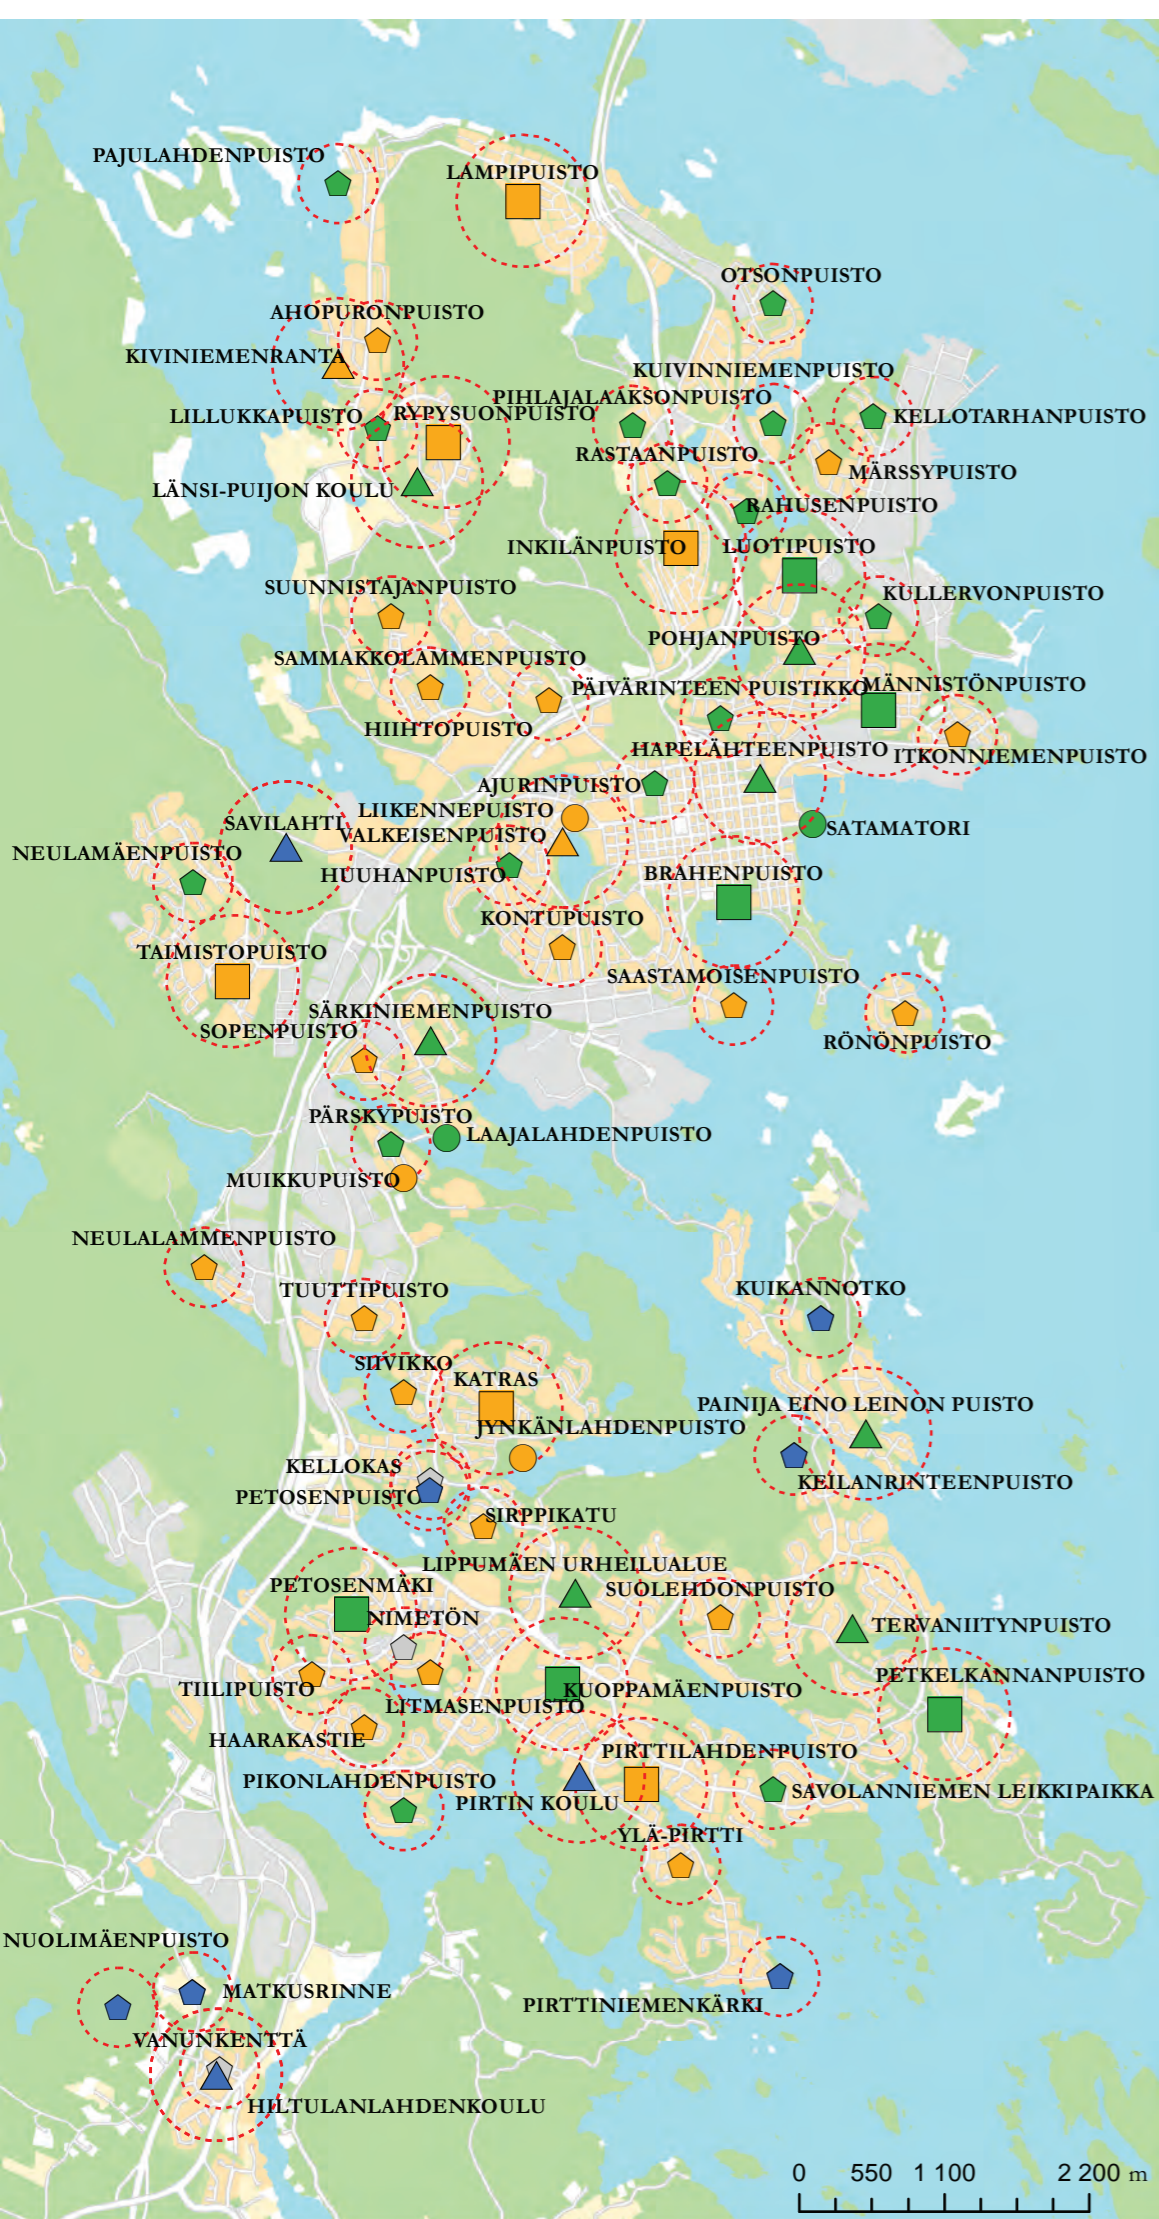 PAJULAHDENPUISTO
LAMPIPUISTO
OTSONPUISTO
AHOPURONPUISTO
KIVINIEMENRANTA
KUIVINNIEMENPUISTO
PIHLAJALAAKSONPUISTO
LILLUKKAPUISTO
RYPYSUONPUISTO
KELLOTARHANPUISTO
RASTAANPUISTO
MÄRSSYPUISTO
LÄNSI-PUIJON KOULU
RAHUSENPUISTO
INKILÄNPUISTO
LUOTIPUISTO
SUUNNISTAJANPUISTO
KULLERVONPUISTO
POHJANPUISTO
SAMMAKKOLAMMENPUISTO
PÄIVÄRINTEEN PUISTIKKO
MÄNNISTÖNPUISTO
HIIHTOPUISTO
HAPELÄHTEENPUISTO
ITKONNIEMENPUISTO
AJURINPUISTO
LIIKENNEPUISTO
SAVILAHTI
VALKEISENPUISTO
SATAMATORI
NEULAMÄENPUISTO
HUUHANPUISTO
BRAHENPUISTO
KONTUPUISTO
TAIMISTOPUISTO
SAASTAMOISENPUISTO
SÄRKINIEMENPUISTO
SOPENPUISTO
RÖNÖNPUISTO
PÄRSKYPUISTO
LAAJALAHDENPUISTO
MUIKKUPUISTO
NEULALAMMENPUISTO
TUUTTIPUISTO
KUIKANNOTKO
SIIVIKKO
KATRAS
PAINIJA EINO LEINON PUISTO
JYNKÄNLAHDENPUISTO
KELLOKAS
KEILANRINTEENPUISTO
PETOSENPUISTO
SIRPPIKATU
LIPPUMÄEN URHEILUALUE
PETOSENMÄKI
SUOLEHDONPUISTO
NIMETÖN
TERVANIITYNPUISTO
PETKELKANNANPUISTO
TIILIPUISTO
KUOPPAMÄENPUISTO
LITMASENPUISTO
HAARAKASTIE
PIRTTILAHDENPUISTO
PIKONLAHDENPUISTO
SAVOLANNIEMEN LEIKKIPAIKKA
PIRTIN KOULU
YLÄ-PIRTTI
NUOLIMÄENPUISTO
MATKUSRINNE
PIRTTINIEMENKÄRKI
VANUNKENTTÄ
HILTULANLAHDENKOULU
0 550 1 100 2 200 m